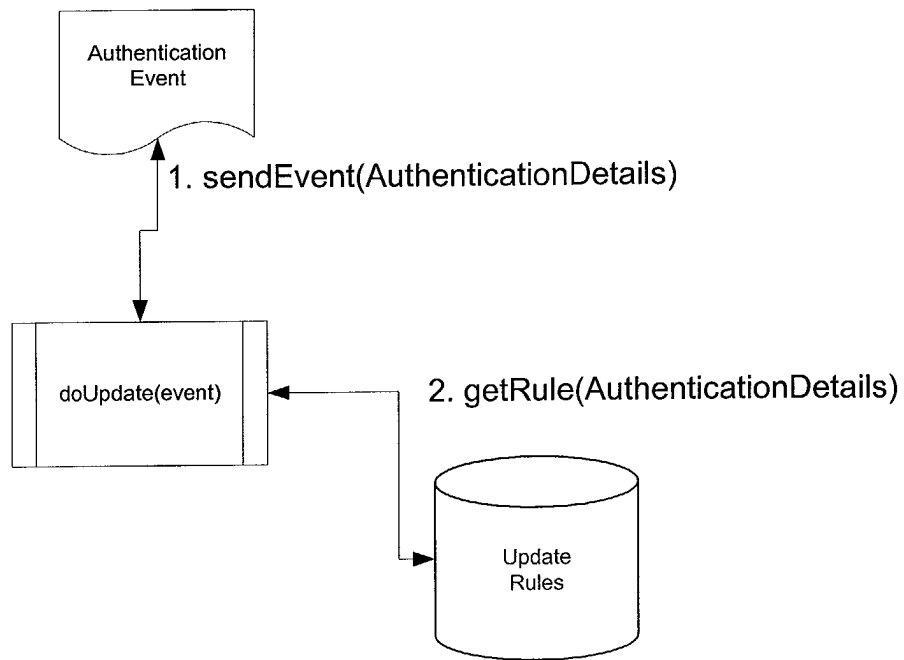 Authentication
Event
1. sendEvent(AuthenticationDetails)
doUpdate(event)
2. getRule(AuthenticationDetails)
Update
Rules